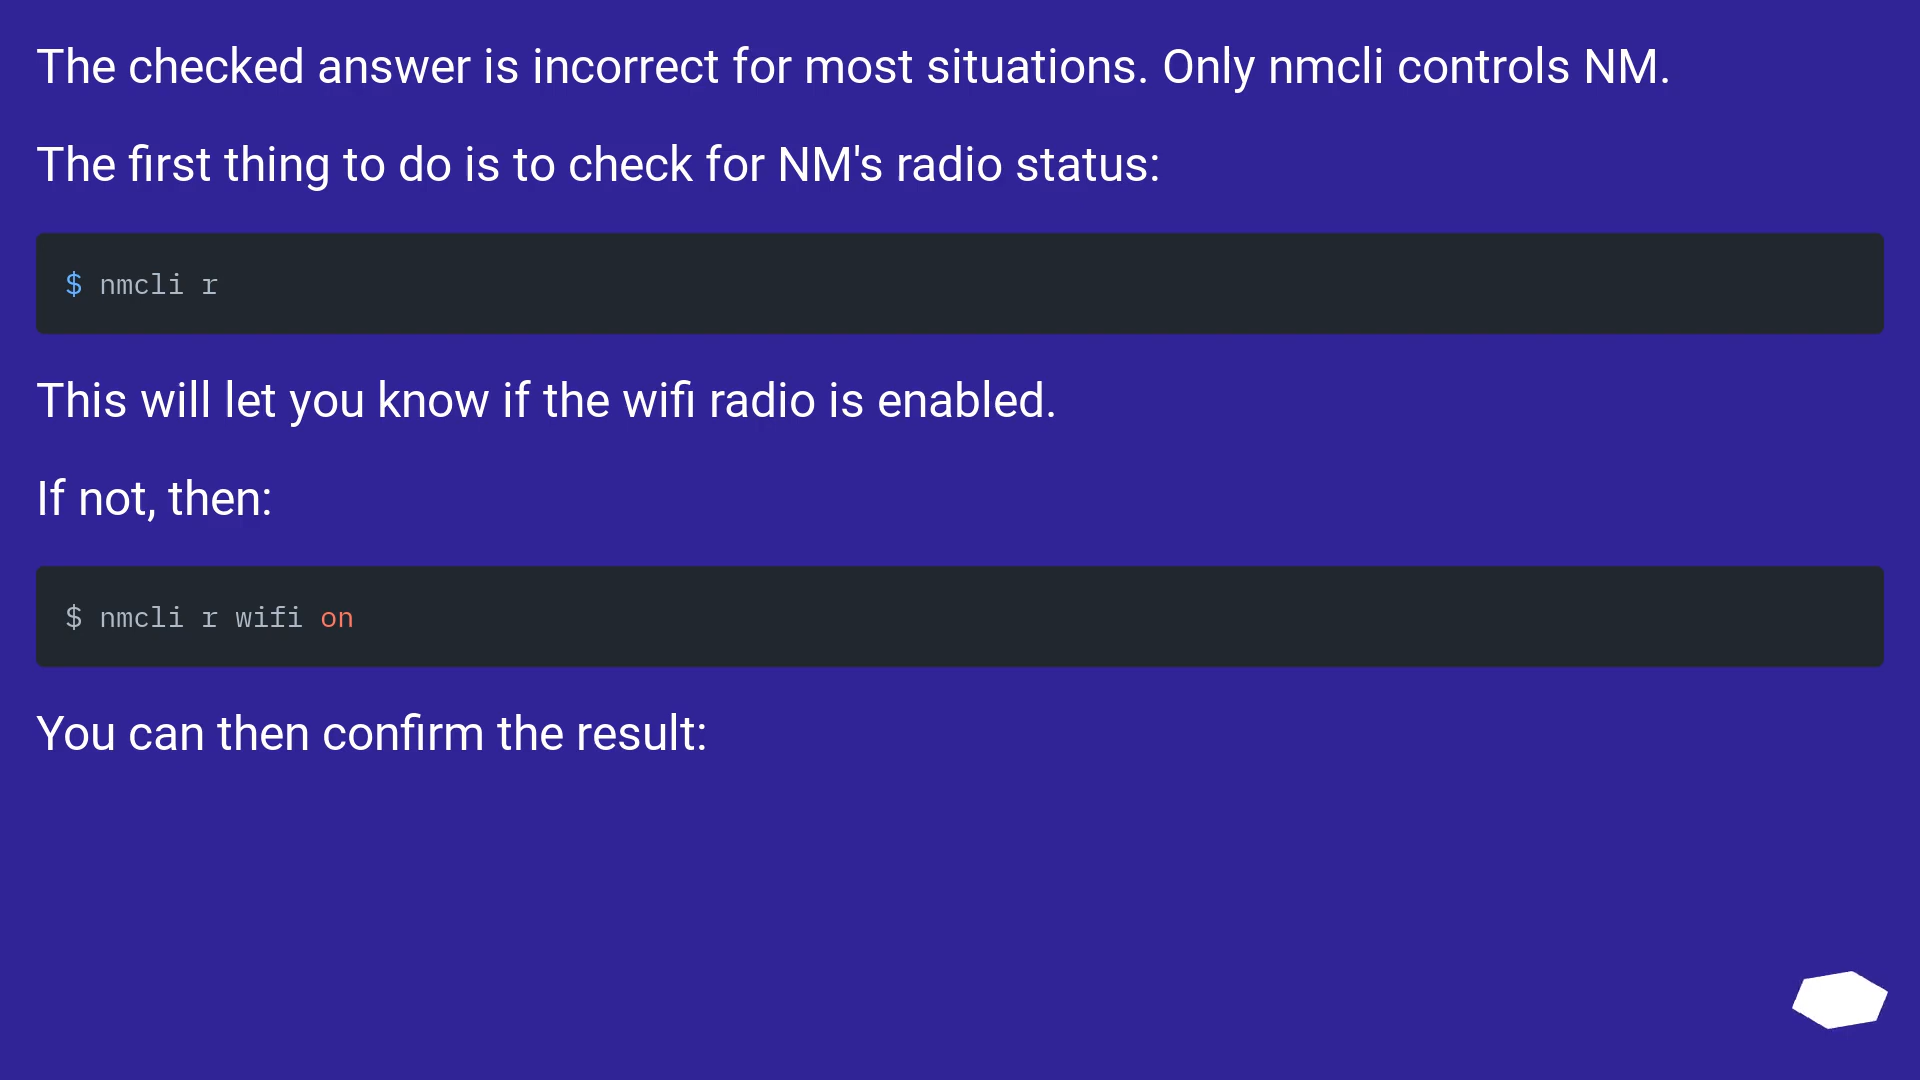 The checked answer is incorrect for most situations. Only nmcli controls NM.
The first thing to do is to check for NM's radio status:
$ nmcli r
This will let you know if the wifi radio is enabled.
If not, then:
$ nmcli r wifi on
You can then confirm the result: